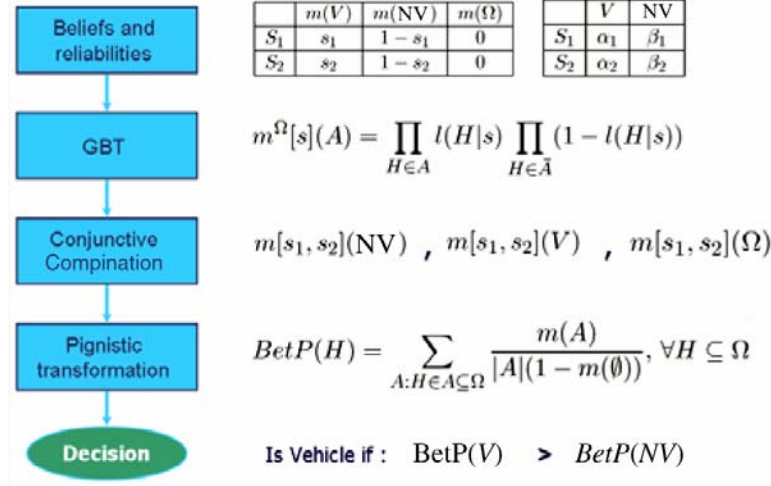 Beliefs and
reliabilities
m(V) m(NV) m(Ω)
S₁ s₁ 1 − s₁ 0
S₂ s₂ 1 − s₂ 0
V NV
S₁ α₁ β₁
S₂ α₂ β₂
GBT
m^Ω[s](A) = ∏_{H∈A} l(H|s) ∏_{H∈Ā} (1 − l(H|s))
Conjunctive
Compination
m[s₁, s₂](NV) , m[s₁, s₂](V) , m[s₁, s₂](Ω)
Pignistic
transformation
BetP(H) = ∑_{A:H∈A⊆Ω} m(A) / |A|(1 − m(∅)), ∀H ⊆ Ω
Decision
Is Vehicle if : BetP(V) > BetP(NV)